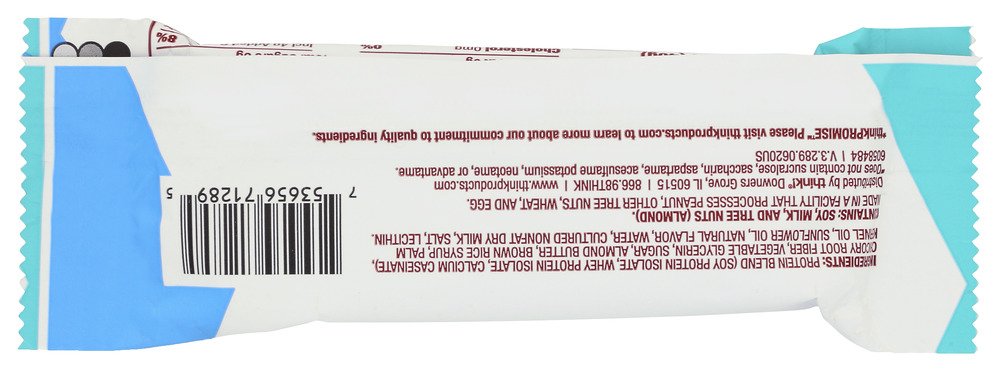 INGREDIENTS: PROTEIN BLEND (SOY PROTEIN ISOLATE, WHEY PROTEIN ISOLATE, CALCIUM CASEINATE),
CHICORY ROOT FIBER, VEGETABLE GLYCERIN, SUGAR, ALMOND BUTTER, BROWN RICE SYRUP, PALM
KERNEL OIL, SUNFLOWER OIL, NATURAL FLAVOR, WATER, CULTURED NONFAT DRY MILK, SALT, LECITHIN.
CONTAINS: SOY, MILK, AND TREE NUTS (ALMOND).
MADE IN A FACILITY THAT PROCESSES PEANUT, OTHER TREE NUTS, WHEAT, AND EGG.
Distributed by think!® Downers Grove, IL 60515 | 866.98THINK | www.thinkproducts.com
*Does not contain sucralose, saccharin, aspartame, acesulfame potassium, neotame, or advantame.
6058484 | V.3.289.0620US
*thinkPROMISE™ Please visit thinkproducts.com to learn more about our commitment to quality ingredients.
7 53656 71289 5
Cholesterol 0mg 0%
8%